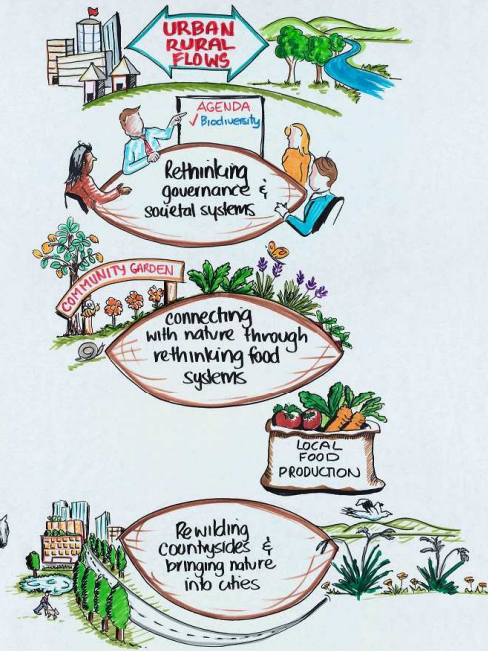 URBAN
RURAL
FLOWS
AGENDA
✓ Biodiversity
Rethinking
governance &
societal systems
COMMUNITY GARDEN
connecting
with nature through
rethinking food
systems
LOCAL
FOOD
PRODUCTION
Rewilding
countrysides &
bringing nature
into cities